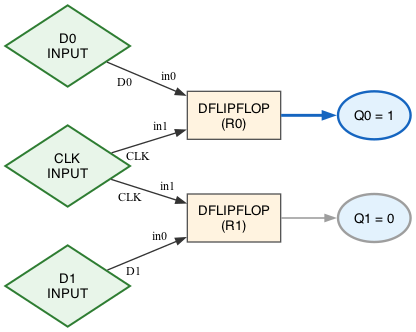 D0
INPUT
in0
D0
DFLIPFLOP
(R0)
Q0 = 1
in1
CLK
CLK
INPUT
in1
CLK
DFLIPFLOP
(R1)
Q1 = 0
in0
D1
D1
INPUT